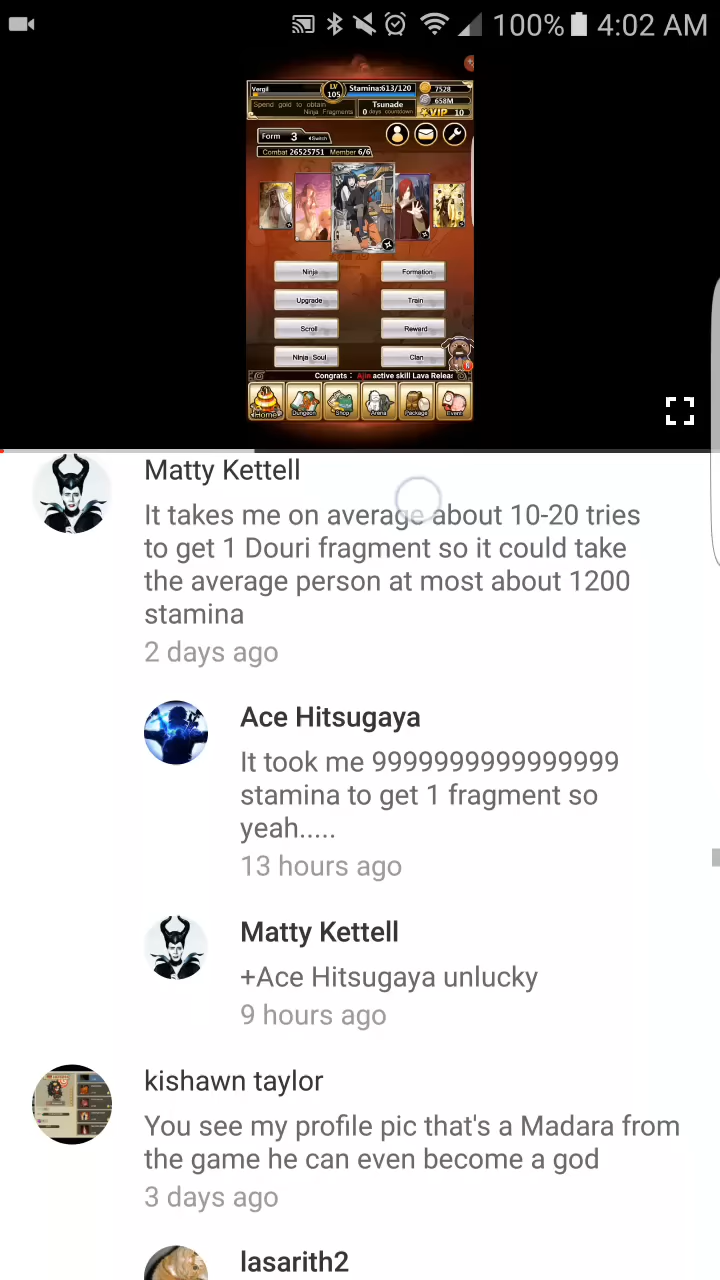 100% 4:02 AM
Vergil
LV
105
Stamina:613/120
7528
658M
Spend gold to obtain
Ninja Fragments
Tsunade
0 days countdown
VIP 10
Form 3 Switch
Combat 26525751 Member 6/6
Ninja
Formation
Upgrade
Train
Scroll
Reward
Ninja Soul
Clan
Congrats : Ajin active skill Lava Releas
Home
Dungeon
Shop
Arena
Package
Event
Matty Kettell
It takes me on average about 10-20 tries
to get 1 Douri fragment so it could take
the average person at most about 1200
stamina
2 days ago
Ace Hitsugaya
It took me 9999999999999999
stamina to get 1 fragment so
yeah.....
13 hours ago
Matty Kettell
+Ace Hitsugaya unlucky
9 hours ago
kishawn taylor
You see my profile pic that's a Madara from
the game he can even become a god
3 days ago
lasarith2